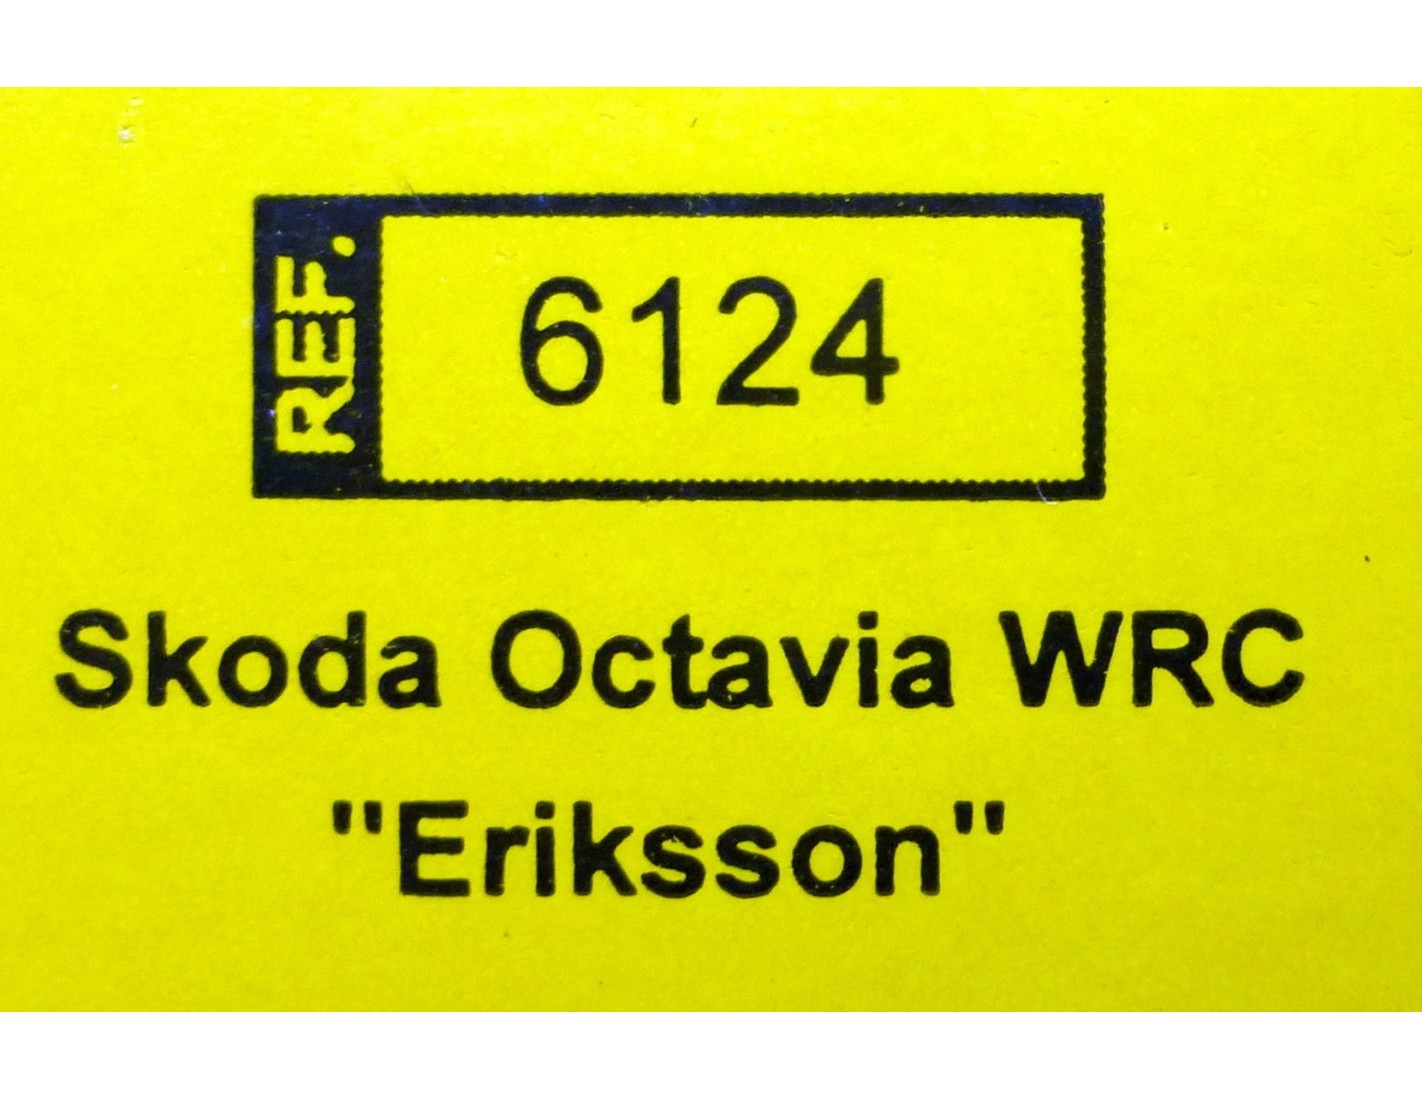 REF. 6124
Skoda Octavia WRC
"Eriksson"